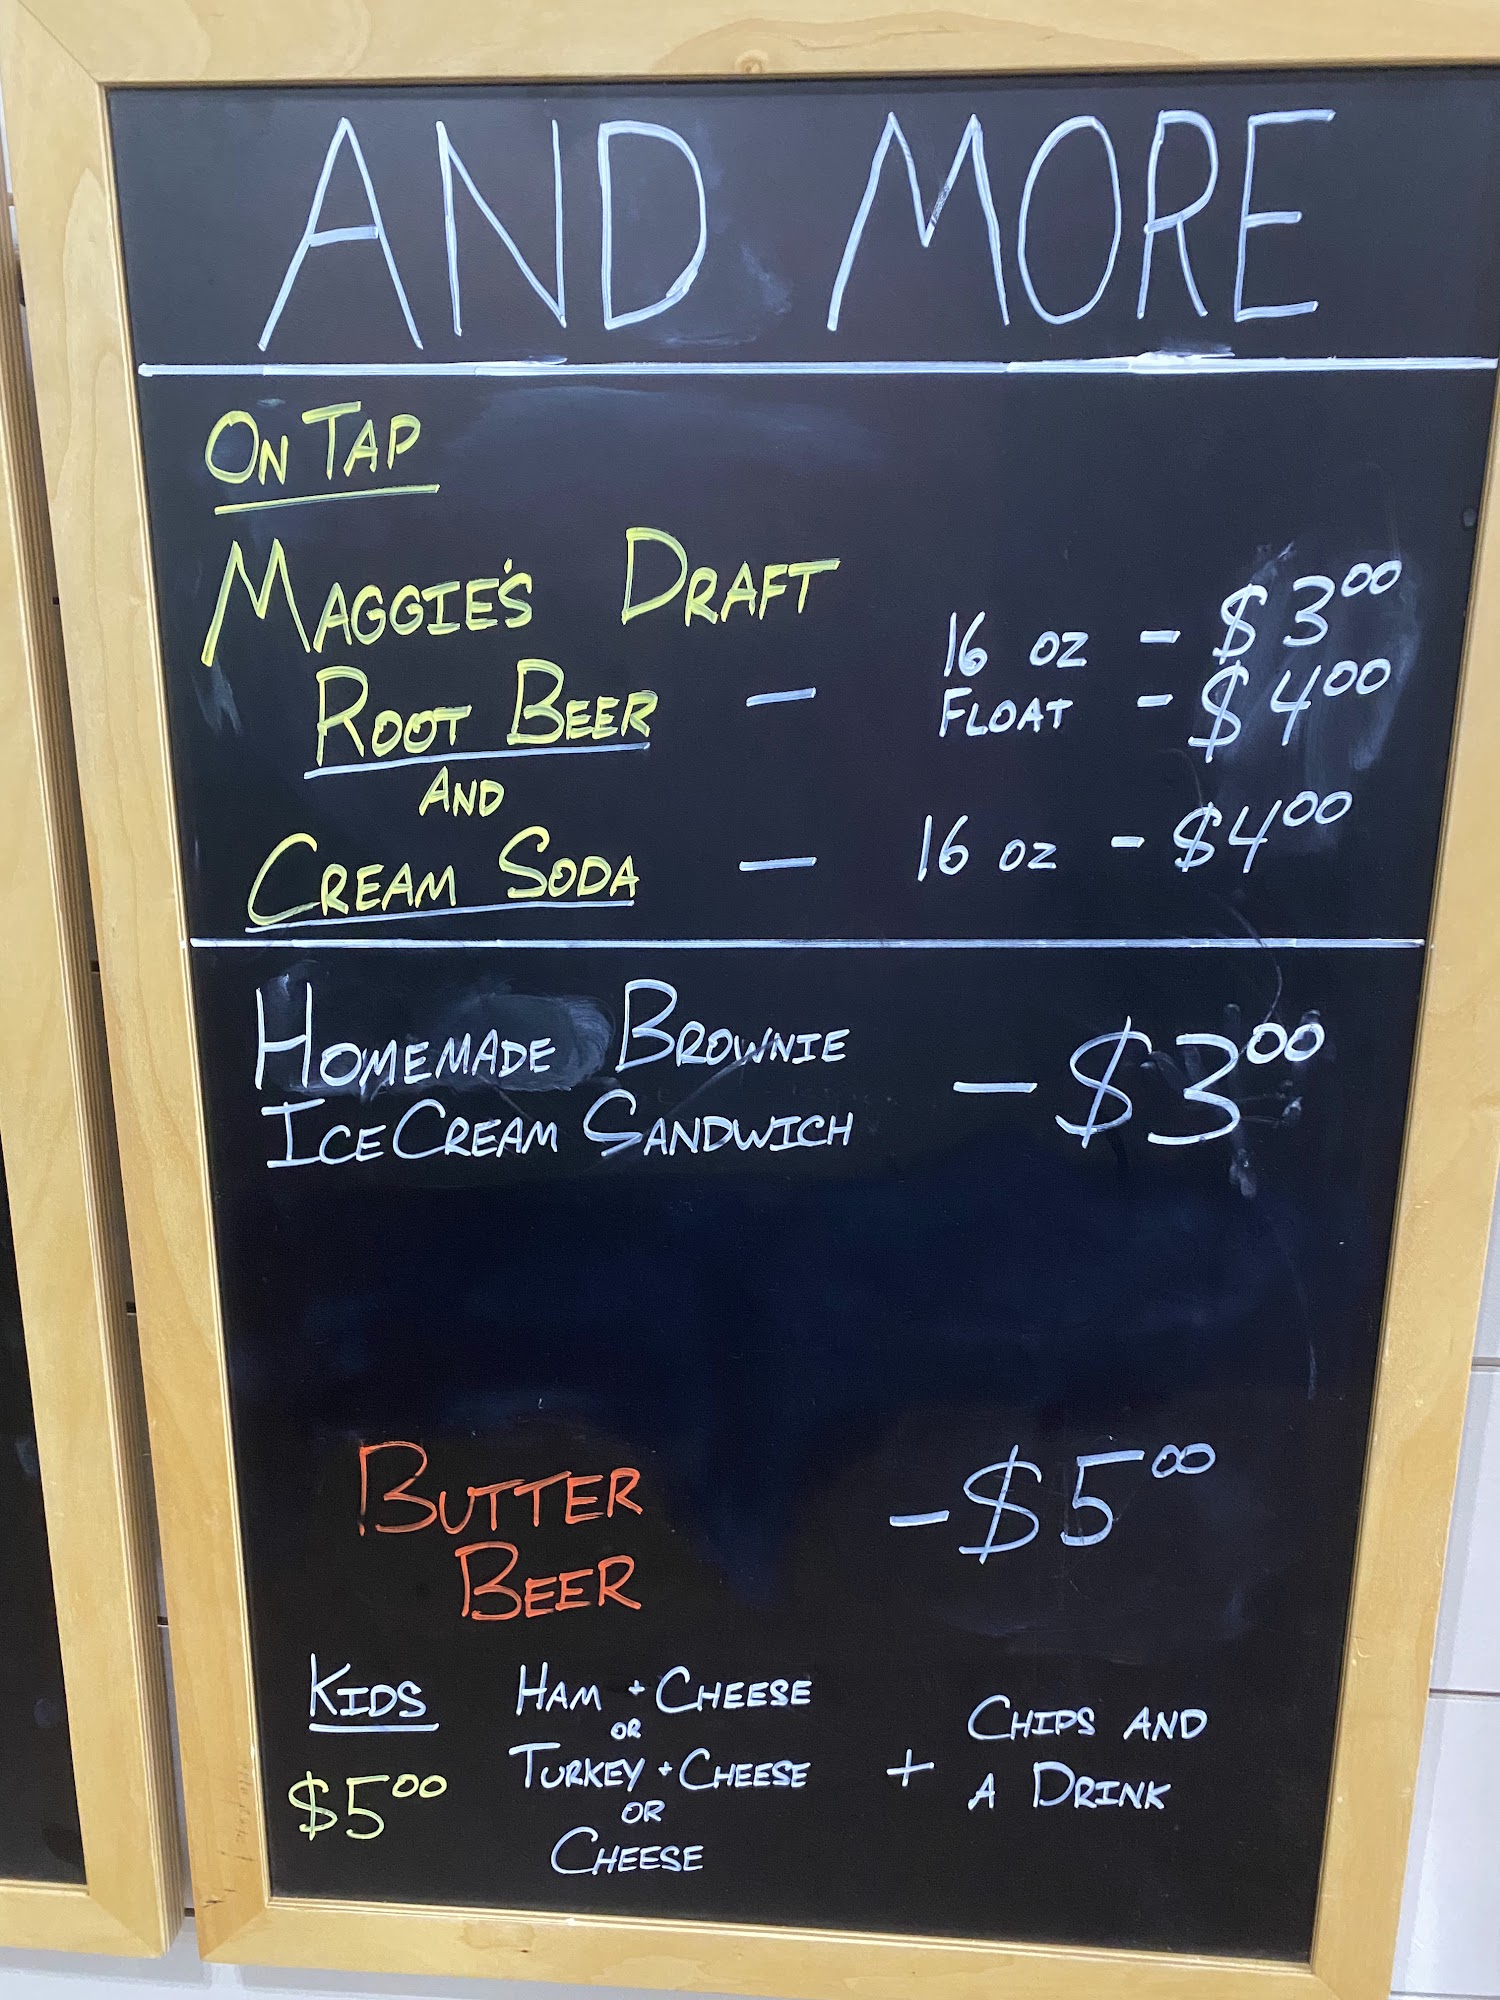 AND MORE
ON TAP
MAGGIE'S DRAFT
ROOT BEER — 16 OZ - $3.00
FLOAT - $4.00
AND
CREAM SODA — 16 OZ - $4.00
HOMEMADE BROWNIE
ICE CREAM SANDWICH — $3.00
BUTTER
BEER - $5.00
KIDS
$5.00
HAM + CHEESE
OR
TURKEY + CHEESE
OR
CHEESE
+
CHIPS AND
A DRINK